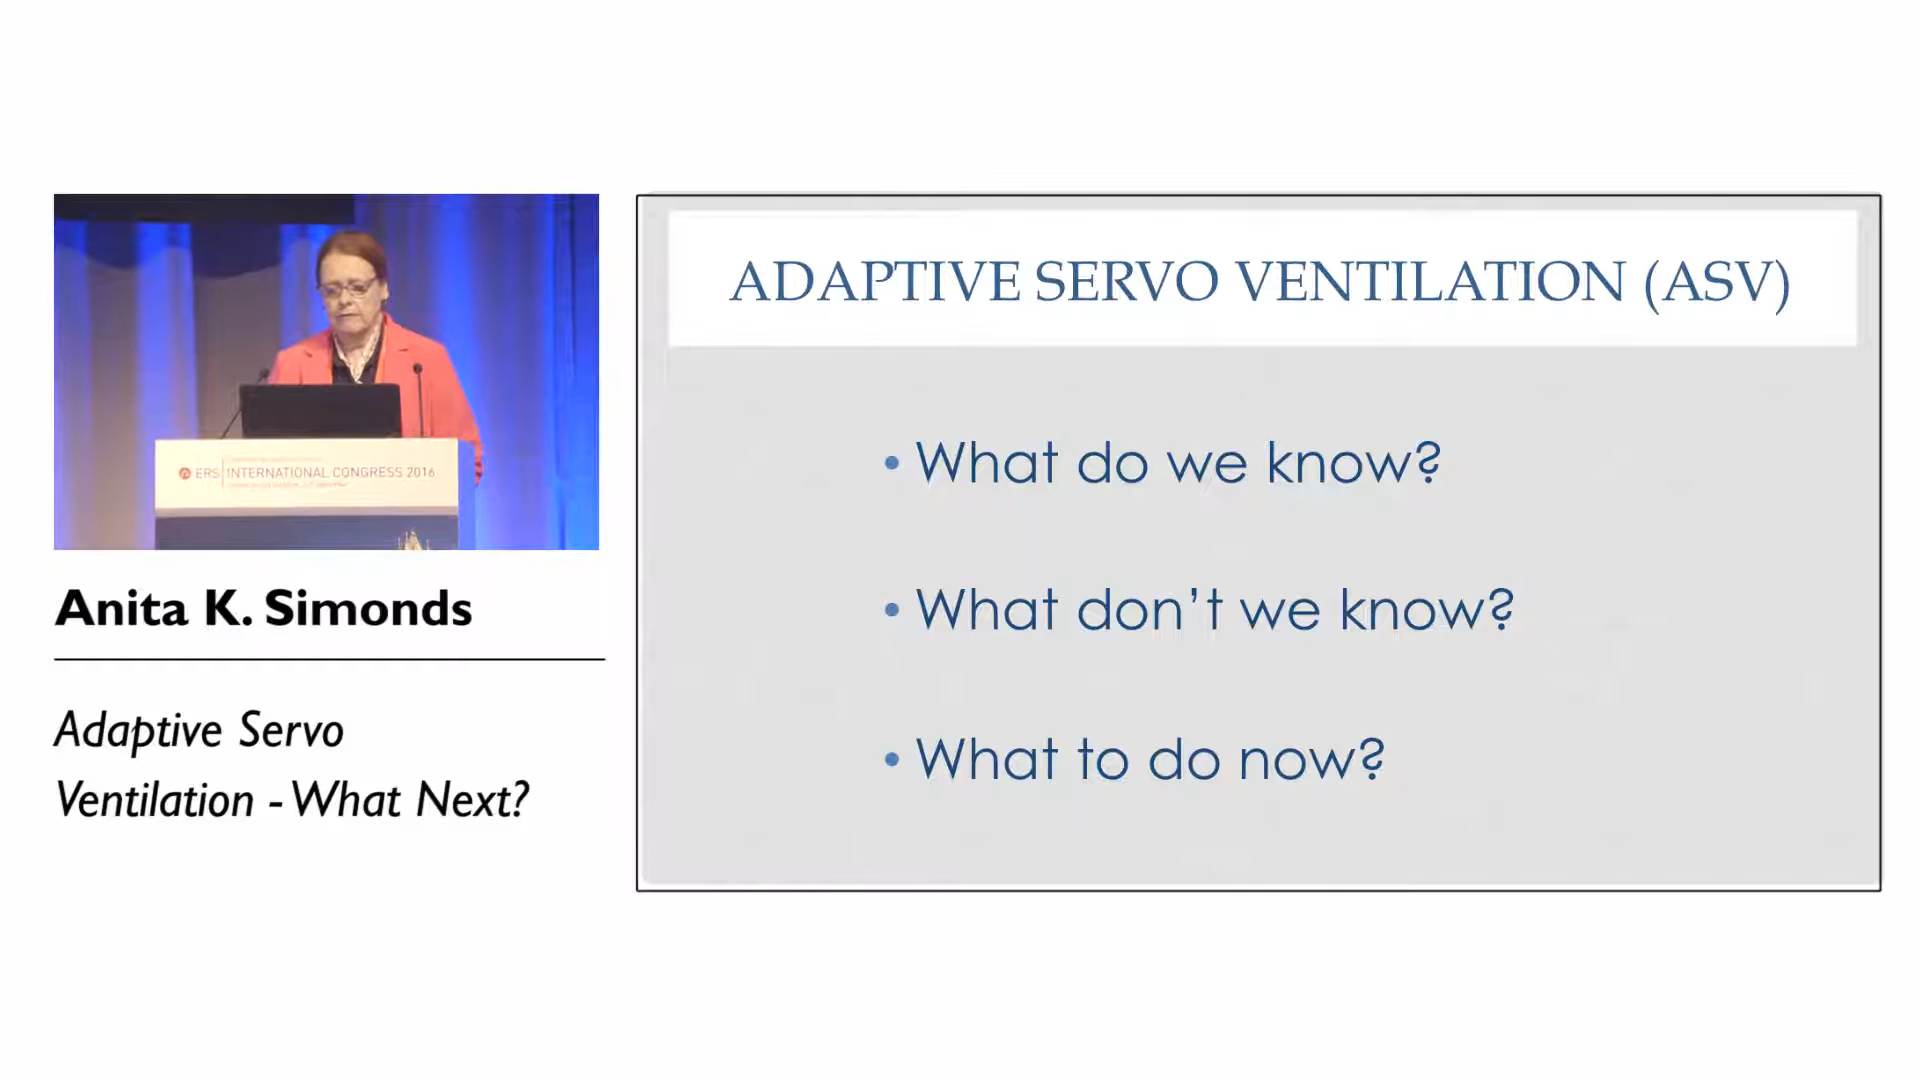 ERS INTERNATIONAL CONGRESS 2016
Anita K. Simonds
Adaptive Servo
Ventilation - What Next?
ADAPTIVE SERVO VENTILATION (ASV)
• What do we know?
• What don't we know?
• What to do now?